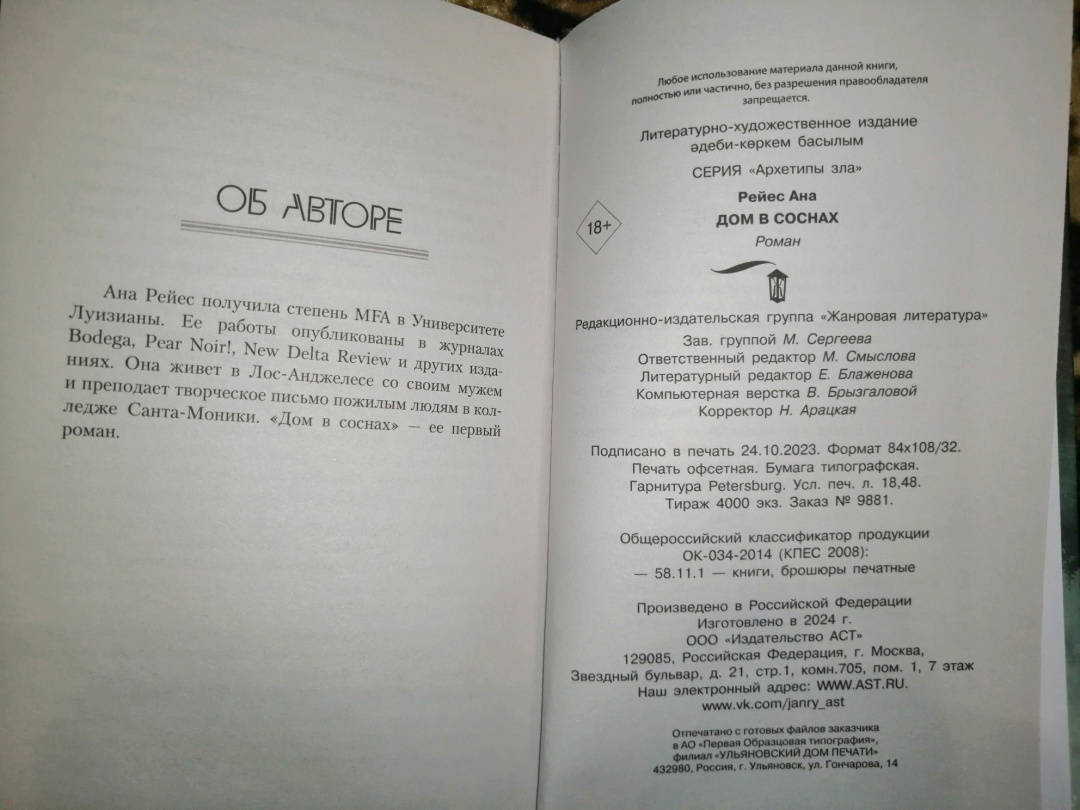 ОБ АВТОРЕ
Ана Рейес получила степень MFA в Университете
Луизианы. Ее работы опубликованы в журналах
Bodega, Pear Noir!, New Delta Review и других изда-
ниях. Она живет в Лос-Анджелесе со своим мужем
и преподает творческое письмо пожилым людям в кол-
ледже Санта-Моники. «Дом в соснах» — ее первый
роман.
Любое использование материала данной книги,
полностью или частично, без разрешения правообладателя
запрещается.
Литературно-художественное издание
әдеби-көркем басылым
СЕРИЯ «Архетипы зла»
Рейес Ана
ДОМ В СОСНАХ
Роман
18+
Ж
Редакционно-издательская группа «Жанровая литература»
Зав. группой М. Сергеева
Ответственный редактор М. Смыслова
Литературный редактор Е. Блаженова
Компьютерная верстка В. Брызгаловой
Корректор Н. Арацкая
Подписано в печать 24.10.2023. Формат 84x108/32.
Печать офсетная. Бумага типографская.
Гарнитура Petersburg. Усл. печ. л. 18,48.
Тираж 4000 экз. Заказ № 9881.
Общероссийский классификатор продукции
ОК-034-2014 (КПЕС 2008):
— 58.11.1 — книги, брошюры печатные
Произведено в Российской Федерации
Изготовлено в 2024 г.
ООО «Издательство АСТ»
129085, Российская Федерация, г. Москва,
Звездный бульвар, д. 21, стр.1, комн.705, пом. 1, 7 этаж
Наш электронный адрес: WWW.AST.RU.
www.vk.com/janry_ast
Отпечатано с готовых файлов заказчика
в АО «Первая Образцовая типография»,
филиал «УЛЬЯНОВСКИЙ ДОМ ПЕЧАТИ»
432980, Россия, г. Ульяновск, ул. Гончарова, 14